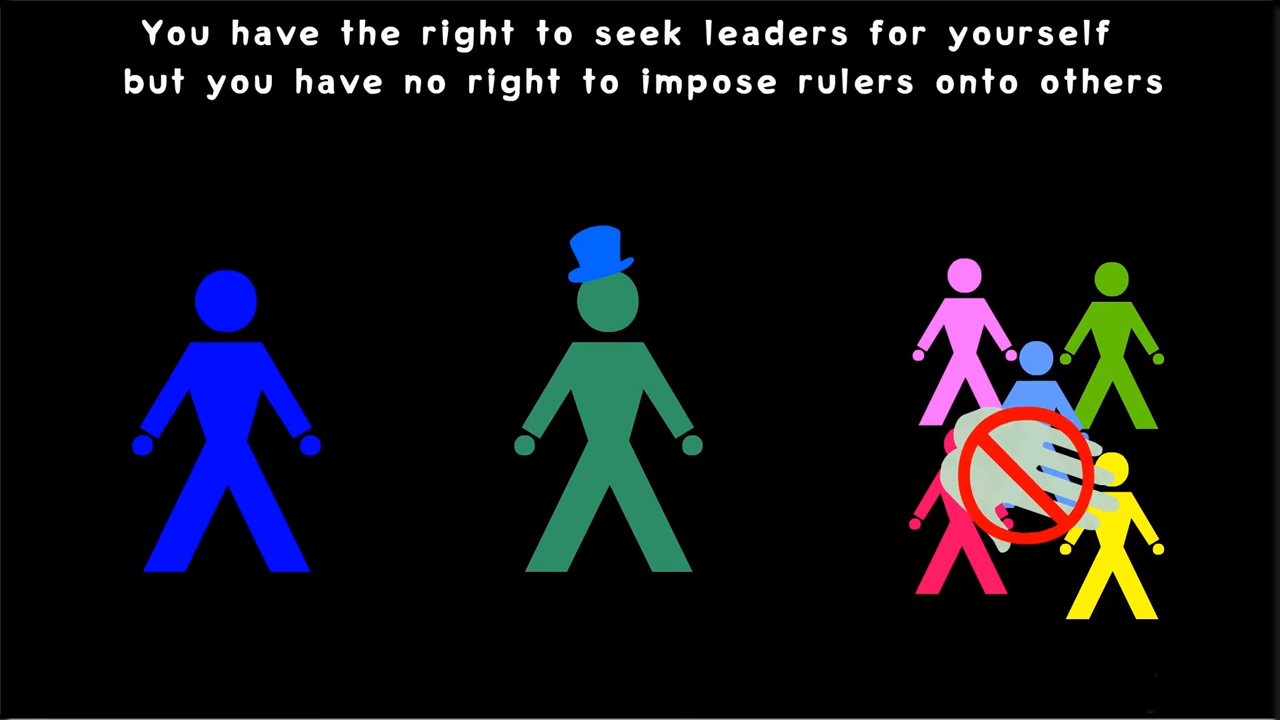 You have the right to seek leaders for yourself
but you have no right to impose rulers onto others